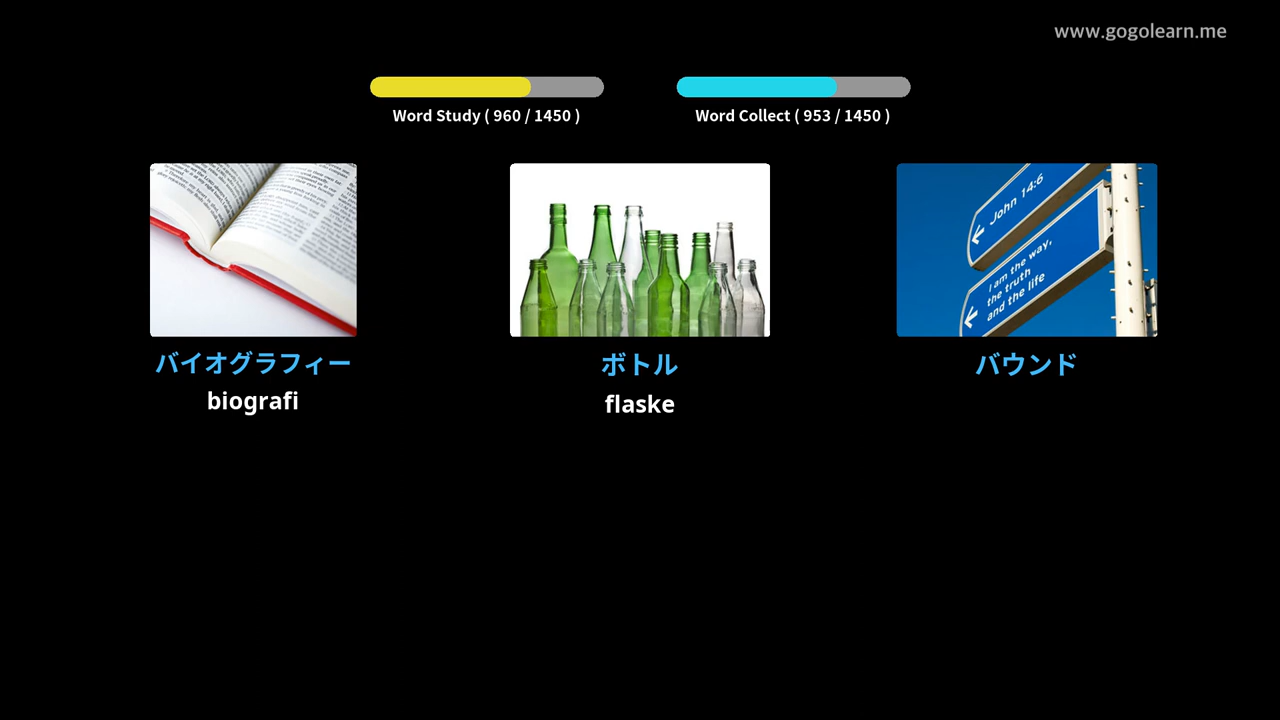 www.gogolearn.me
Word Study ( 960 / 1450 )
Word Collect ( 953 / 1450 )
John 14:6
I am the way,
the truth
and the life
バイオグラフィー
ボトル
バウンド
biografi
flaske